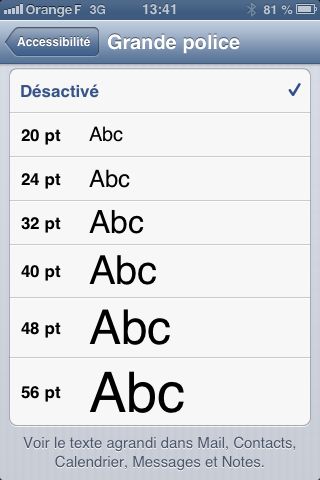 Orange F 3G 13:41 81 %
Accessibilité Grande police
Désactivé
20 pt Abc
24 pt Abc
32 pt Abc
40 pt Abc
48 pt Abc
56 pt Abc
Voir le texte agrandi dans Mail, Contacts,
Calendrier, Messages et Notes.